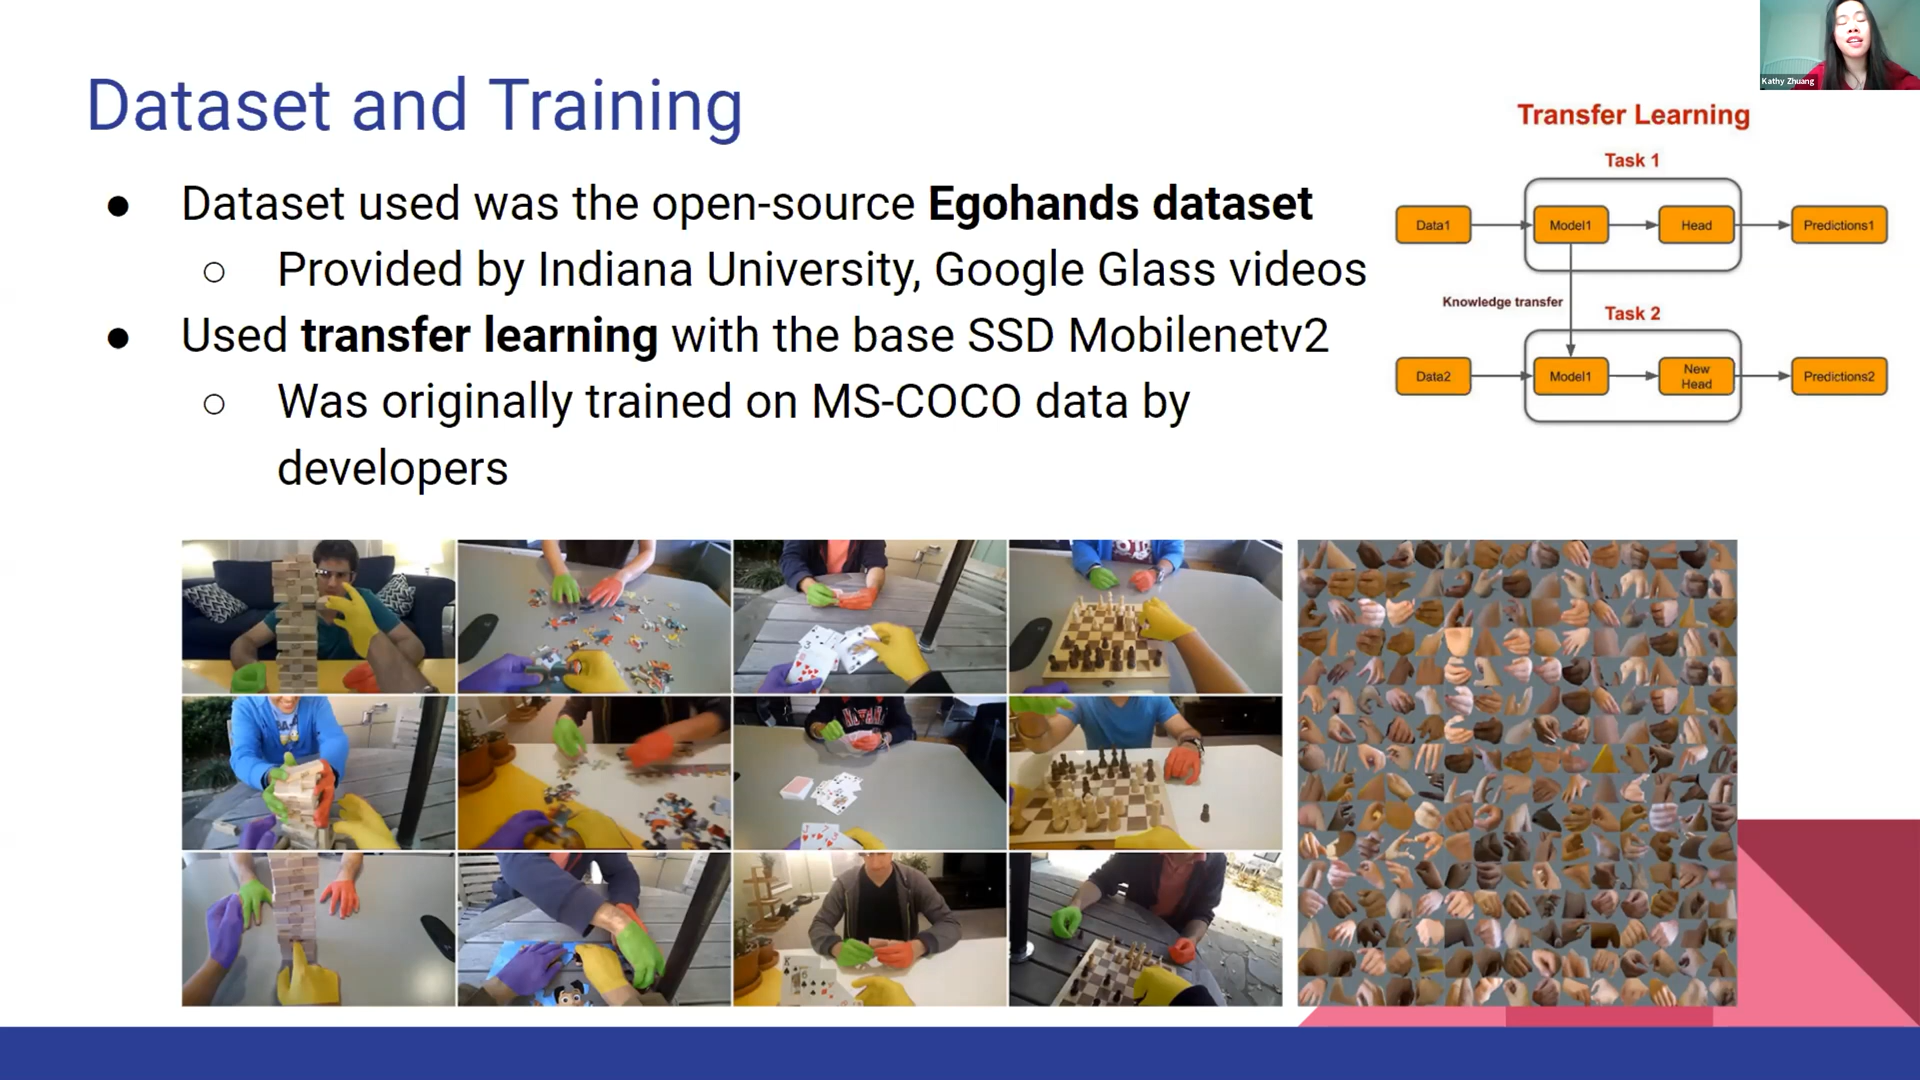 Kathy Zhuang
Dataset and Training
● Dataset used was the open-source Egohands dataset
○ Provided by Indiana University, Google Glass videos
● Used transfer learning with the base SSD Mobilenetv2
○ Was originally trained on MS-COCO data by
developers
Transfer Learning
Task 1
Data1
Model1
Head
Predictions1
Knowledge transfer
Task 2
Data2
Model1
New
Head
Predictions2